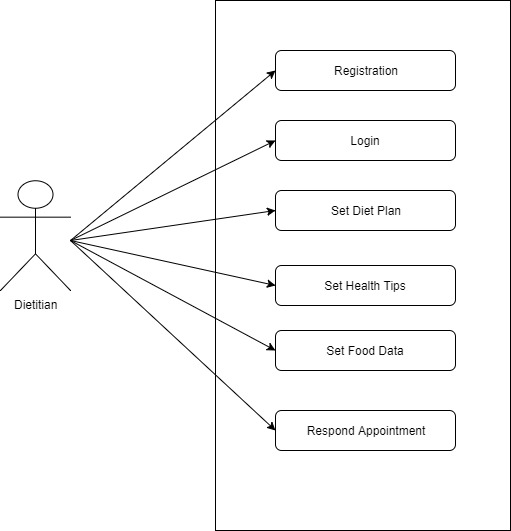 Registration
Login
Set Diet Plan
Set Health Tips
Dietitian
Set Food Data
Respond Appointment